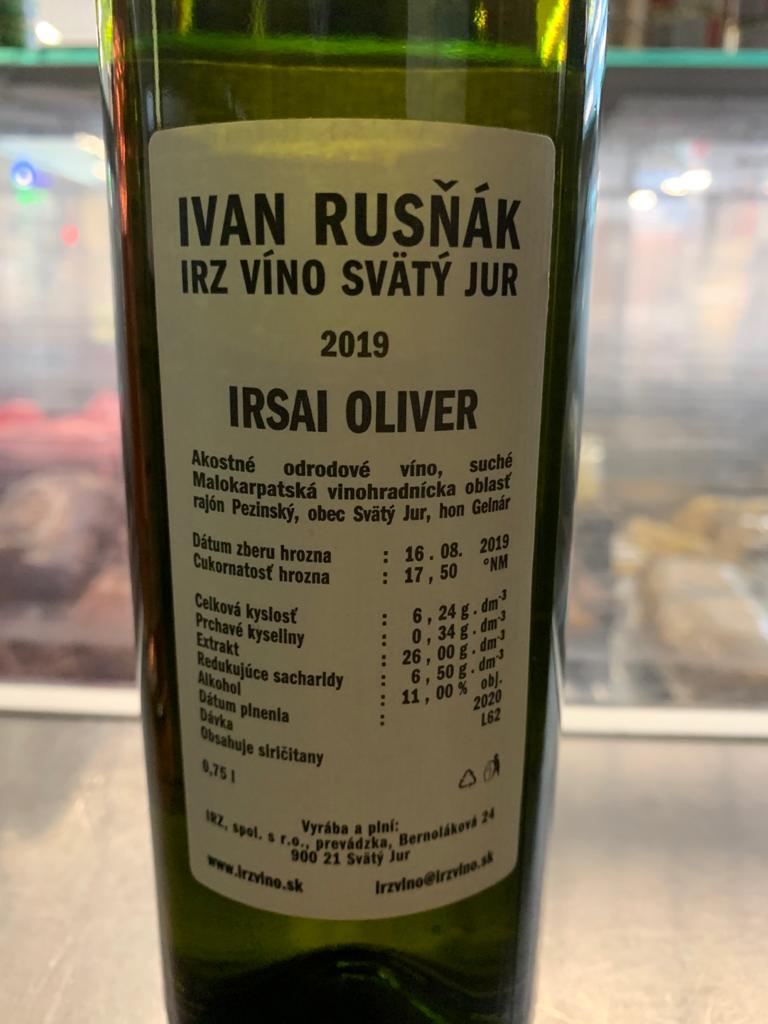 IVAN RUSŇÁK
IRZ VÍNO SVÄTÝ JUR
2019
IRSAI OLIVER
Akostné odrodové víno, suché
Malokarpatská vinohradnícka oblasť
rajón Pezinský, obec Svätý Jur, hon Gelnár
Dátum zberu hrozna : 16.08. 2019
Cukornatosť hrozna : 17,50 °NM
Celková kyslosť : 6,24 g.dm-3
Prchavé kyseliny : 0,34 g.dm-3
Extrakt : 26,00 g.dm-3
Redukujúce sacharidy : 6,50 g.dm-3
Alkohol : 11,00 % obj.
Dátum plnenia : 2020
Dávka L62
Obsahuje siričitany
0,75 l
Vyrába a plní:
IRZ, spol. s r.o., prevádzka, Bernoláková 24
900 21 Svätý Jur
www.irzvino.sk irzvino@irzvino.sk